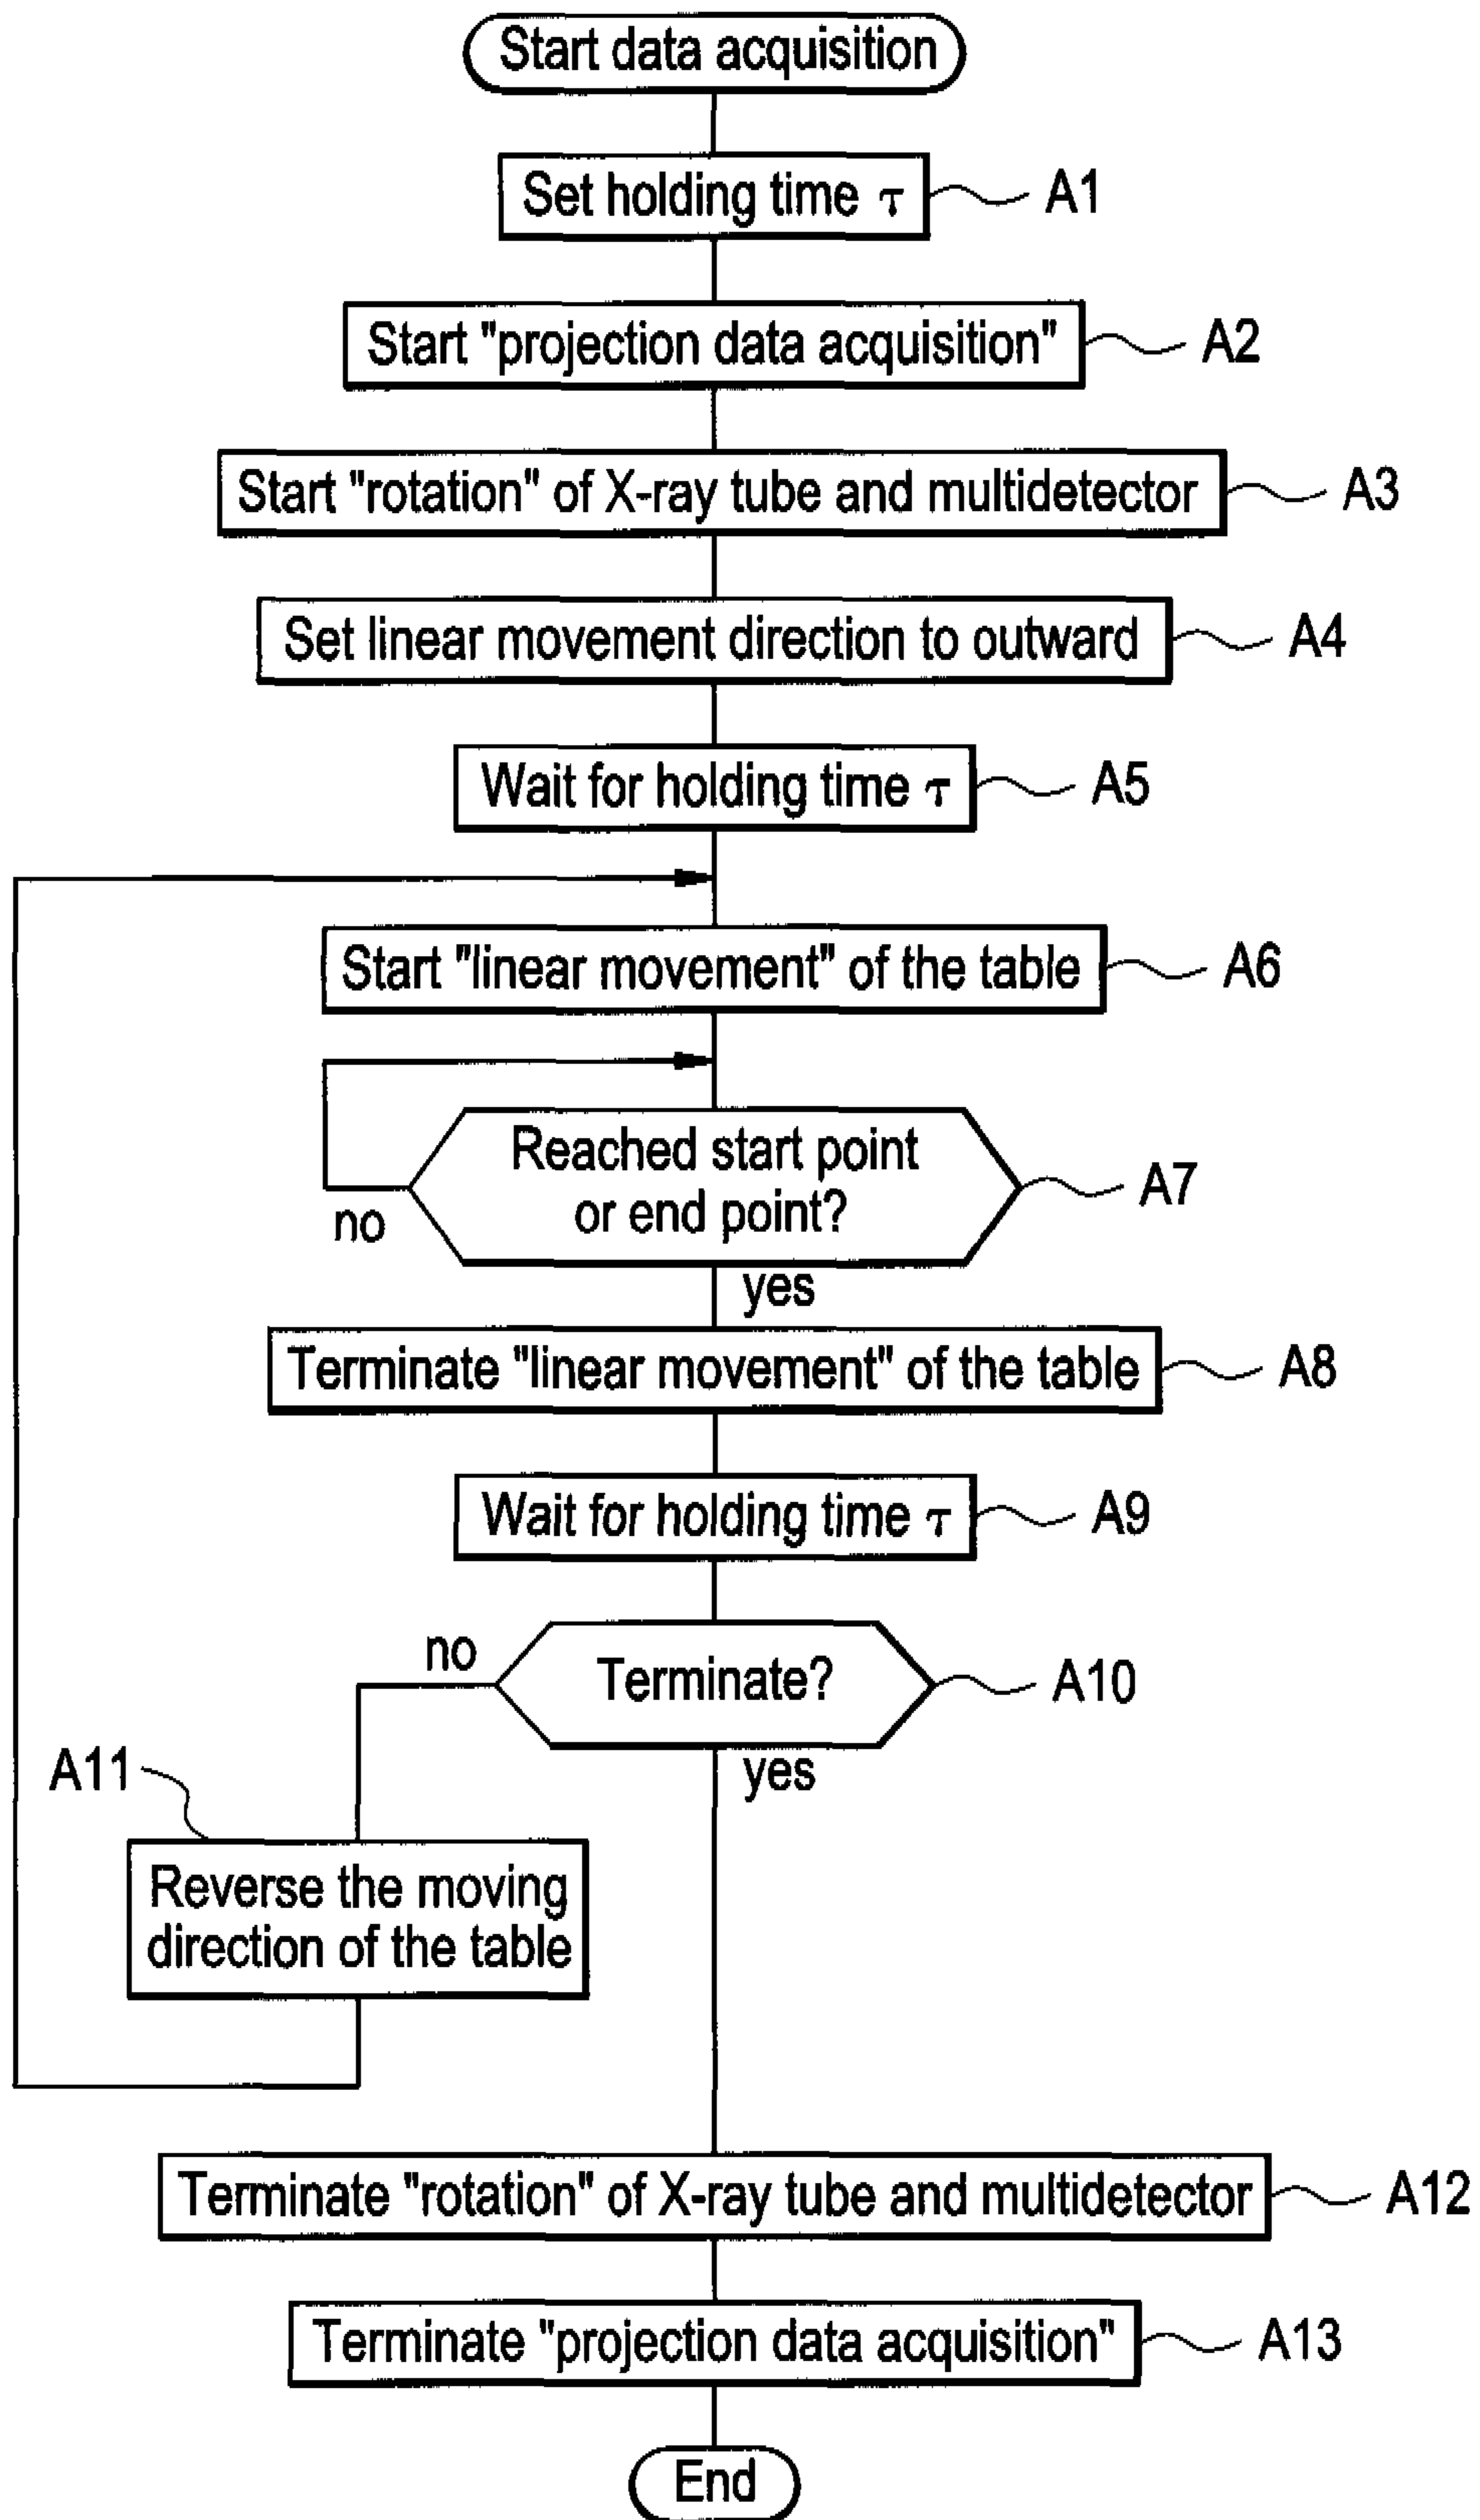 Start data acquisition
Set holding time τ
A1
Start "projection data acquisition"
A2
Start "rotation" of X-ray tube and multidetector
A3
Set linear movement direction to outward
A4
Wait for holding time τ
A5
Start "linear movement" of the table
A6
Reached start point
or end point?
A7
no
yes
Terminate "linear movement" of the table
A8
Wait for holding time τ
A9
no
Terminate?
A10
yes
A11
Reverse the moving
direction of the table
Terminate "rotation" of X-ray tube and multidetector
A12
Terminate "projection data acquisition"
A13
End